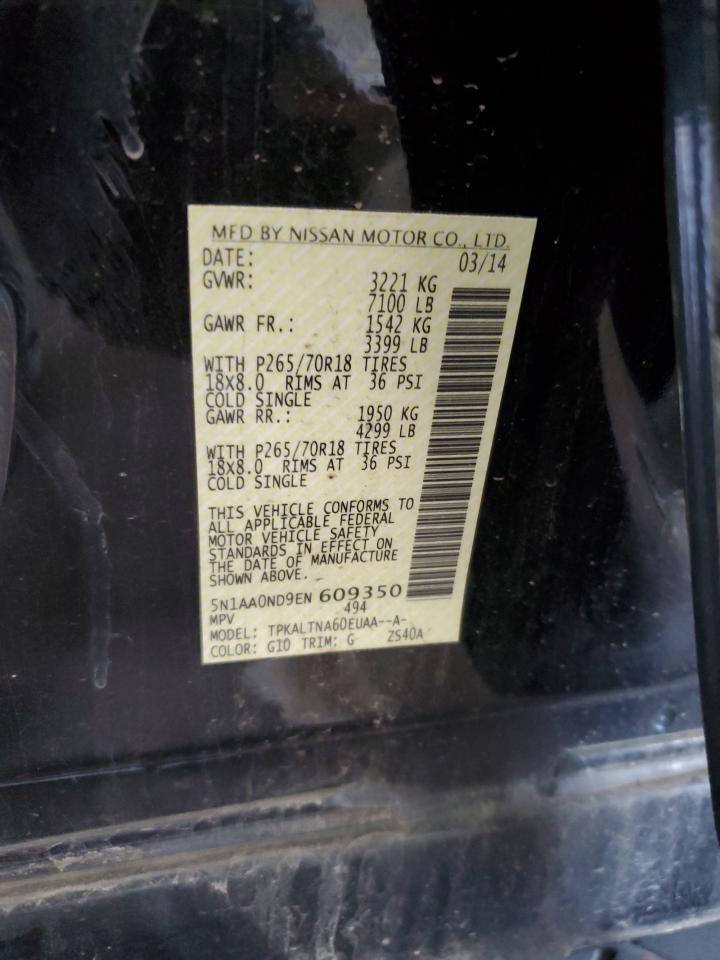 MFD BY NISSAN MOTOR CO., LTD.
DATE: 03/14
GVWR: 3221 KG
7100 LB
GAWR FR.: 1542 KG
3399 LB
WITH P265/70R18 TIRES
18X8.0 RIMS AT 36 PSI
COLD SINGLE
GAWR RR.: 1950 KG
4299 LB
WITH P265/70R18 TIRES
18X8.0 RIMS AT 36 PSI
COLD SINGLE
THIS VEHICLE CONFORMS TO
ALL APPLICABLE FEDERAL
MOTOR VEHICLE SAFETY
STANDARDS IN EFFECT ON
THE DATE OF MANUFACTURE
SHOWN ABOVE.
5N1AA0ND9EN 609350
MPV 494
MODEL: TPKALTNA60EUAA--A-
COLOR: G10 TRIM: G ZS40A